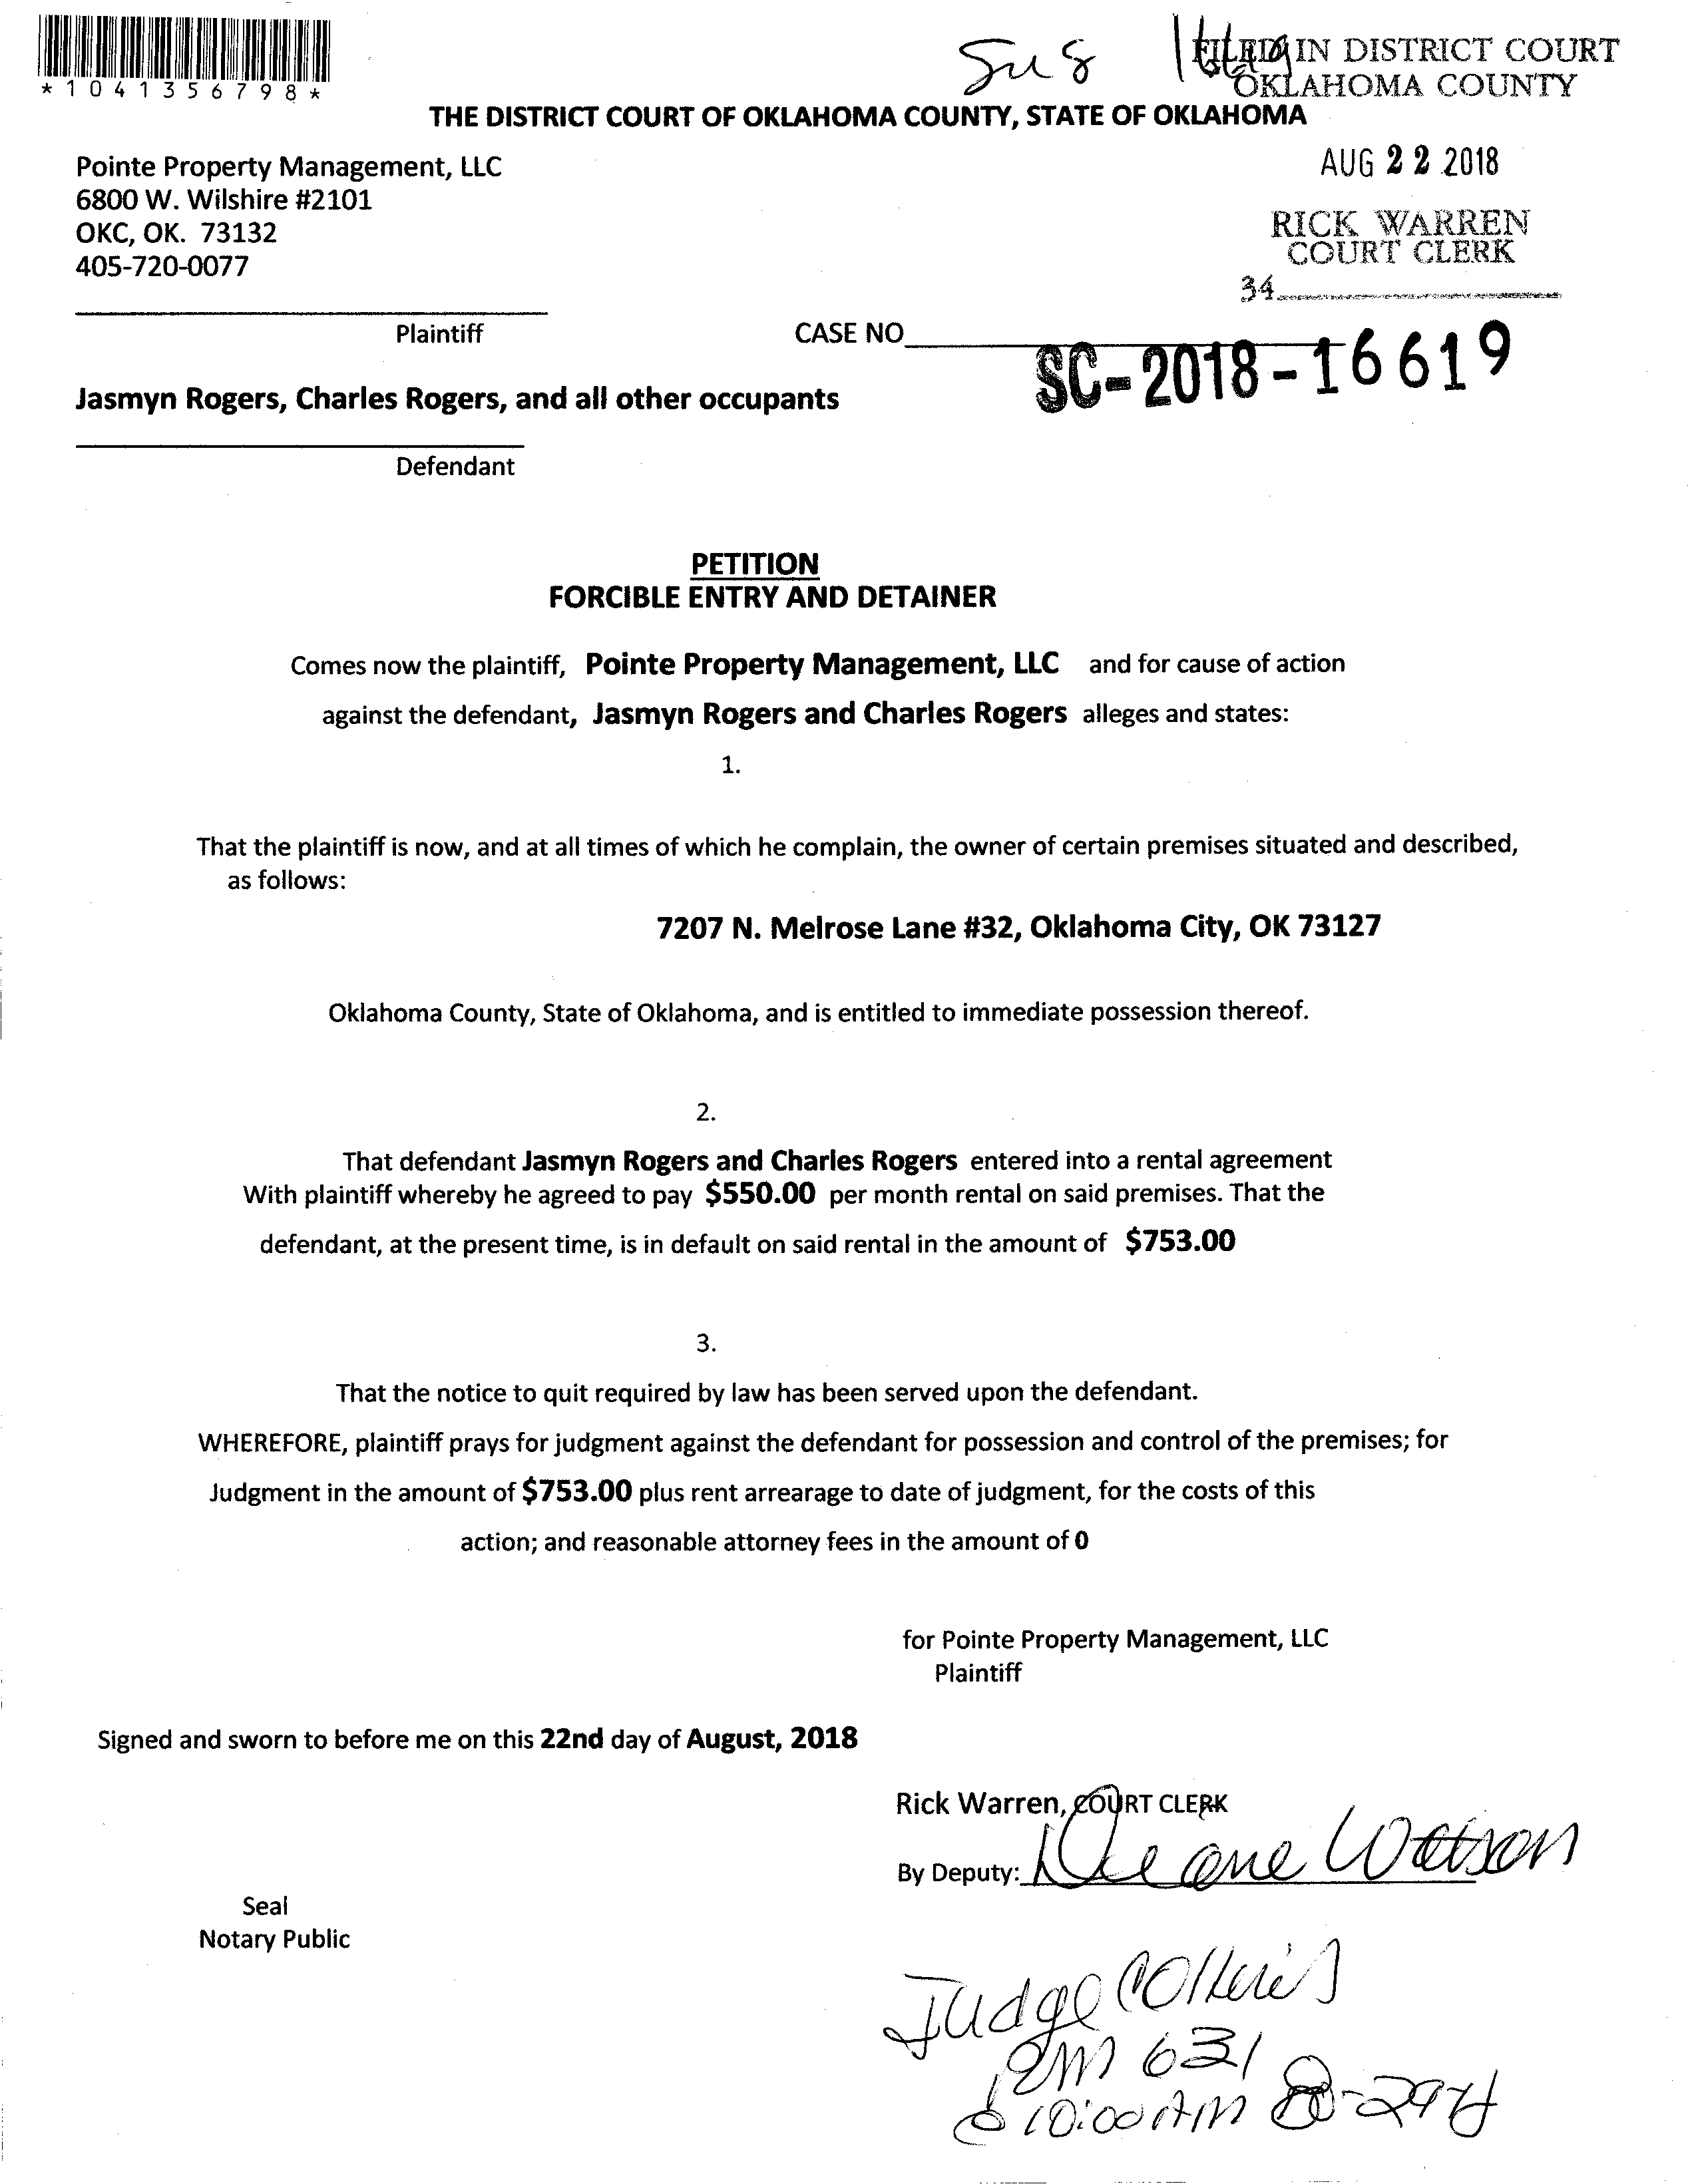 *1041356798*
FILED IN DISTRICT COURT
OKLAHOMA COUNTY
THE DISTRICT COURT OF OKLAHOMA COUNTY, STATE OF OKLAHOMA
Pointe Property Management, LLC
6800 W. Wilshire #2101
OKC, OK. 73132
405-720-0077
AUG 22 2018
RICK WARREN
COURT CLERK
34
Plaintiff
CASE NO
SC-2018-16619
Jasmyn Rogers, Charles Rogers, and all other occupants
Defendant
PETITION
FORCIBLE ENTRY AND DETAINER
Comes now the plaintiff, Pointe Property Management, LLC and for cause of action
against the defendant, Jasmyn Rogers and Charles Rogers alleges and states:
1.
That the plaintiff is now, and at all times of which he complain, the owner of certain premises situated and described,
as follows:
7207 N. Melrose Lane #32, Oklahoma City, OK 73127
Oklahoma County, State of Oklahoma, and is entitled to immediate possession thereof.
2.
That defendant Jasmyn Rogers and Charles Rogers entered into a rental agreement
With plaintiff whereby he agreed to pay $550.00 per month rental on said premises. That the
defendant, at the present time, is in default on said rental in the amount of $753.00
3.
That the notice to quit required by law has been served upon the defendant.
WHEREFORE, plaintiff prays for judgment against the defendant for possession and control of the premises; for
Judgment in the amount of $753.00 plus rent arrearage to date of judgment, for the costs of this
action; and reasonable attorney fees in the amount of 0
for Pointe Property Management, LLC
Plaintiff
Signed and sworn to before me on this 22nd day of August, 2018
Rick Warren, COURT CLERK
By Deputy: Watson
Seal
Notary Public
Judge
631
10:00 AM